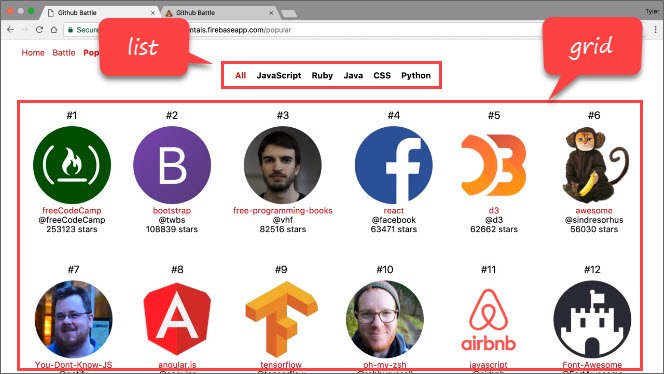 Github Battle
Github Battle
Tyler
Secure
ntals.firebaseapp.com/popular
Home Battle Pop
list
grid
All JavaScript Ruby Java CSS Python
#1 #2 #3 #4 #5 #6
B
airbnb
freeCodeCamp bootstrap free-programming-books react d3 awesome
@freeCodeCamp @twbs @vhf @facebook @d3 @sindresorhus
253123 stars 108839 stars 82516 stars 63471 stars 62662 stars 56030 stars
#7 #8 #9 #10 #11 #12
You-Dont-Know-JS angular.js tensorflow oh-my-zsh javascript Font-Awesome